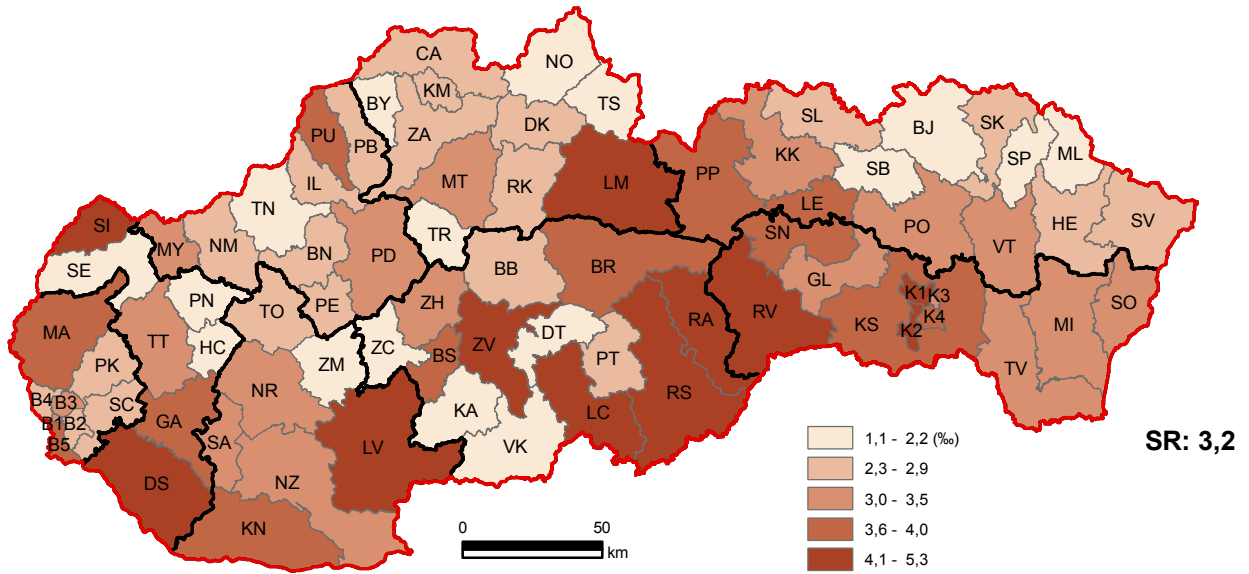 CA
NO
KM
BY
TS
PU
ZA
DK
PB
SL
BJ
SK
KK
SP
ML
SB
IL
MT
RK
LM
PP
LE
TN
PO
HE
SV
SI
MY
NM
TR
SN
VT
BN
PD
BB
BR
SE
GL
PN
PE
ZH
RA
RV
K1
K3
SO
TO
K4
MA
TT
HC
ZC
DT
KS
K2
MI
ZM
BS
ZV
PT
PK
TV
NR
RS
B4
B3
SC
KA
LC
B1
B2
GA
B5
SA
LV
VK
DS
NZ
KN
1,1 - 2,2 (‰)
SR: 3,2
2,3 - 2,9
3,0 - 3,5
3,6 - 4,0
4,1 - 5,3
0
50
km